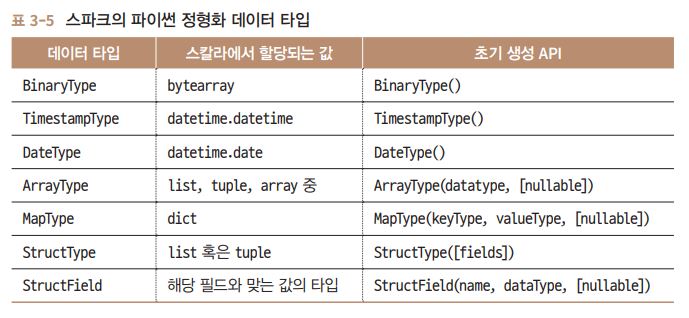 표 3-5 스파크의 파이썬 정형화 데이터 타입
데이터 타입 스칼라에서 할당되는 값 초기 생성 API
BinaryType bytearray BinaryType()
TimestampType datetime.datetime TimestampType()
DateType datetime.date DateType()
ArrayType list, tuple, array 중 ArrayType(datatype, [nullable])
MapType dict MapType(keyType, valueType, [nullable])
StructType list 혹은 tuple StructType([fields])
StructField 해당 필드와 맞는 값의 타입 StructField(name, dataType, [nullable])